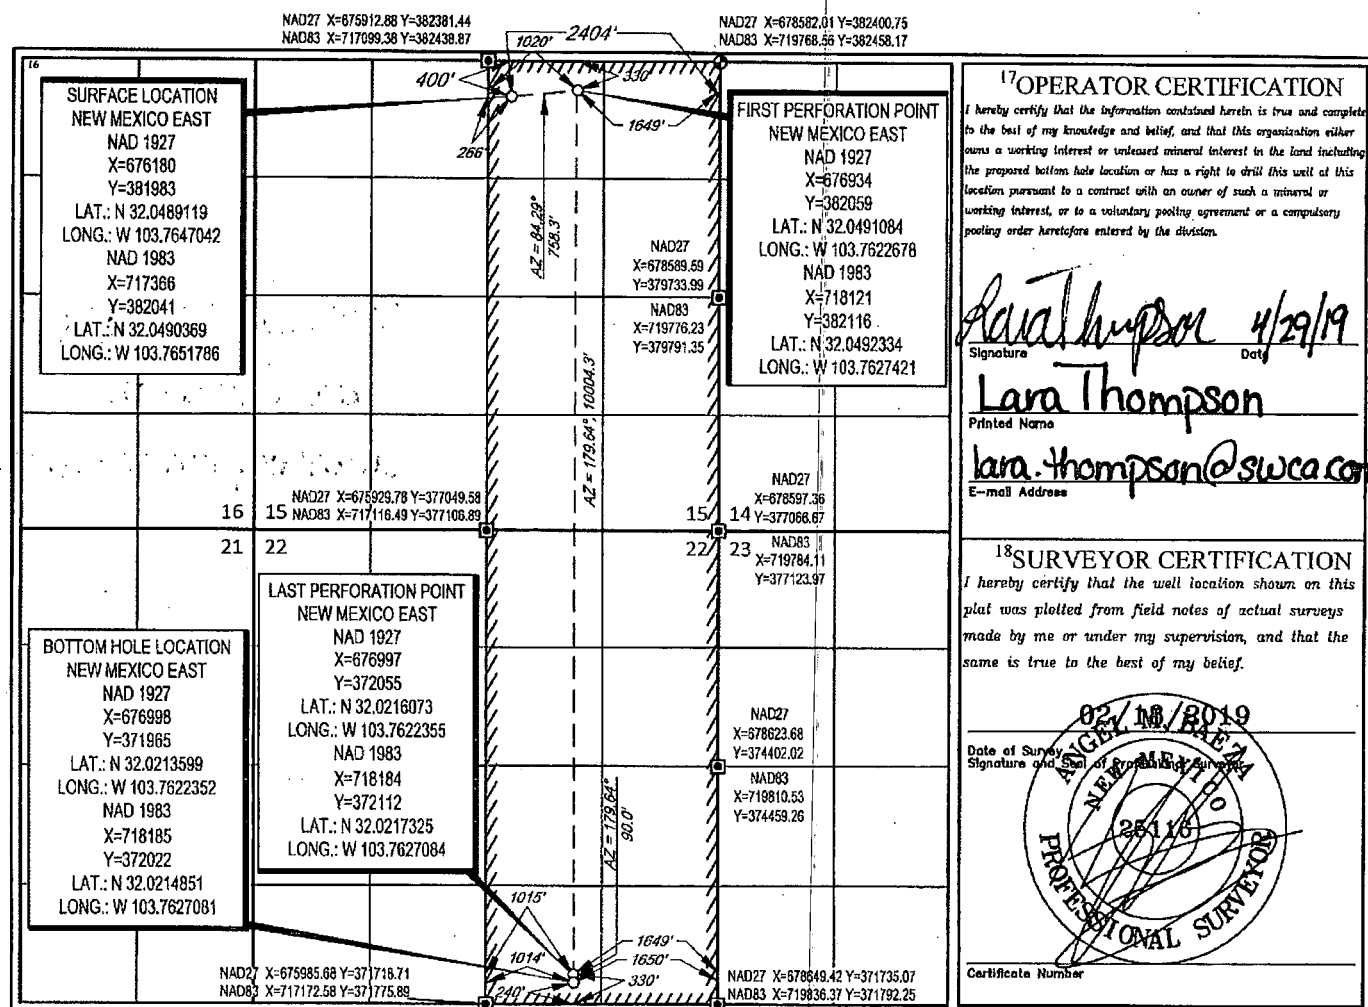 NAD27 X=675912.88 Y=382381.44
NAD83 X=717099.38 Y=382438.87
NAD27 X=678582.01 Y=382400.75
NAD83 X=719768.56 Y=382458.17
16
1020'
2404'
400'
330'
1649'
266'
SURFACE LOCATION
NEW MEXICO EAST
NAD 1927
X=676180
Y=381983
LAT.: N 32.0489119
LONG.: W 103.7647042
NAD 1983
X=717366
Y=382041
LAT.: N 32.0490369
LONG.: W 103.7651786
AZ = 84.29°
758.3'
FIRST PERFORATION POINT
NEW MEXICO EAST
NAD 1927
X=676934
Y=382059
LAT.: N 32.0491084
LONG.: W 103.7622678
NAD 1983
X=718121
Y=382116
LAT.: N 32.0492334
LONG.: W 103.7627421
NAD27
X=678589.59
Y=379733.99
NAD83
X=719776.23
Y=379791.35
AZ = 179.64°, 10004.3'
16 15
21 22
NAD27 X=675929.78 Y=377049.58
NAD83 X=717116.49 Y=377106.89
15 14
22 23
NAD27
X=678597.36
Y=377066.67
NAD83
X=719784.11
Y=377123.97
LAST PERFORATION POINT
NEW MEXICO EAST
NAD 1927
X=676997
Y=372055
LAT.: N 32.0216073
LONG.: W 103.7622355
NAD 1983
X=718184
Y=372112
LAT.: N 32.0217325
LONG.: W 103.7627084
BOTTOM HOLE LOCATION
NEW MEXICO EAST
NAD 1927
X=676998
Y=371965
LAT.: N 32.0213599
LONG.: W 103.7622352
NAD 1983
X=718185
Y=372022
LAT.: N 32.0214851
LONG.: W 103.7627081
NAD27
X=678623.68
Y=374402.02
NAD83
X=719810.53
Y=374459.26
AZ = 179.64°
90.0'
1015'
1014'
240'
1649'
1650'
330'
NAD27 X=675985.68 Y=371718.71
NAD83 X=717172.58 Y=371775.89
NAD27 X=678649.42 Y=371735.07
NAD83 X=719836.37 Y=371792.25
17 OPERATOR CERTIFICATION
I hereby certify that the information contained herein is true and complete
to the best of my knowledge and belief, and that this organization either
owns a working interest or unleased mineral interest in the land including
the proposed bottom hole location or has a right to drill this well at this
location pursuant to a contract with an owner of such a mineral or
working interest, or to a voluntary pooling agreement or a compulsory
pooling order heretofore entered by the division.
Lara Thompson 4/29/19
Signature Date
Lara Thompson
Printed Name
lara.thompson@swca.com
E-mail Address
18 SURVEYOR CERTIFICATION
I hereby certify that the well location shown on this
plat was plotted from field notes of actual surveys
made by me or under my supervision, and that the
same is true to the best of my belief.
02/18/2019
Date of Survey
Signature and Seal of Professional Surveyor
ANGEL M. BAEZA
NEW MEXICO
25116
PROFESSIONAL SURVEYOR
Certificate Number